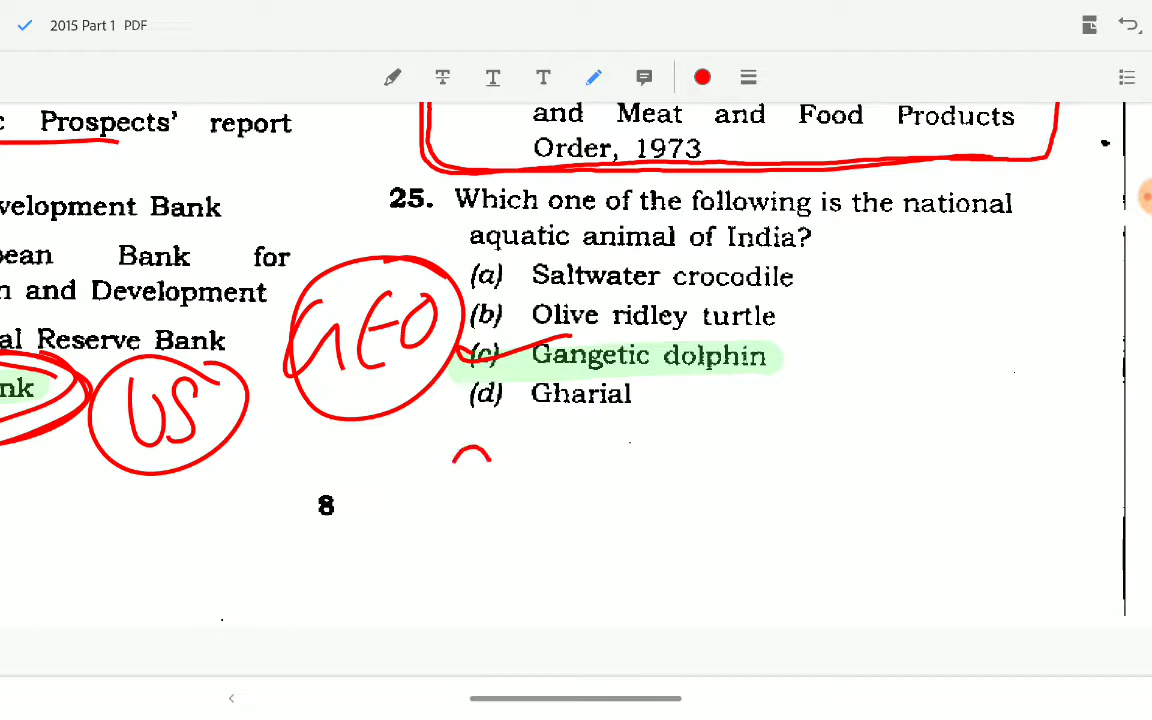 2015 Part 1 PDF
c Prospects’ report
velopment Bank
pean Bank for
n and Development
al Reserve Bank
nk
US
GEO
8
and Meat and Food Products
Order, 1973
25. Which one of the following is the national
aquatic animal of India?
(a) Saltwater crocodile
(b) Olive ridley turtle
(c) Gangetic dolphin
(d) Gharial